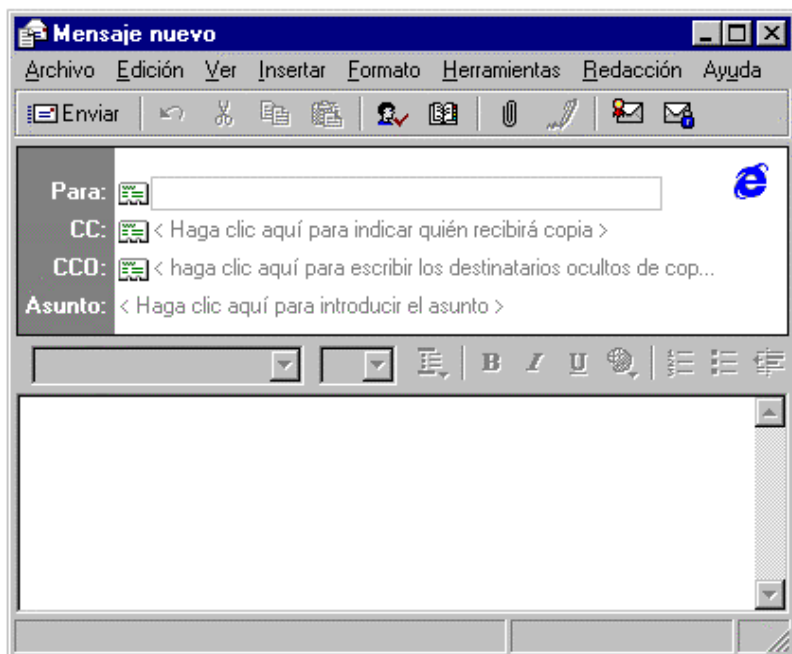 Mensaje nuevo
Archivo Edición Ver Insertar Formato Herramientas Redacción Ayuda
Enviar
Para:
CC: < Haga clic aquí para indicar quién recibirá copia >
CCO: < haga clic aquí para escribir los destinatarios ocultos de cop...
Asunto: < Haga clic aquí para introducir el asunto >
B I U